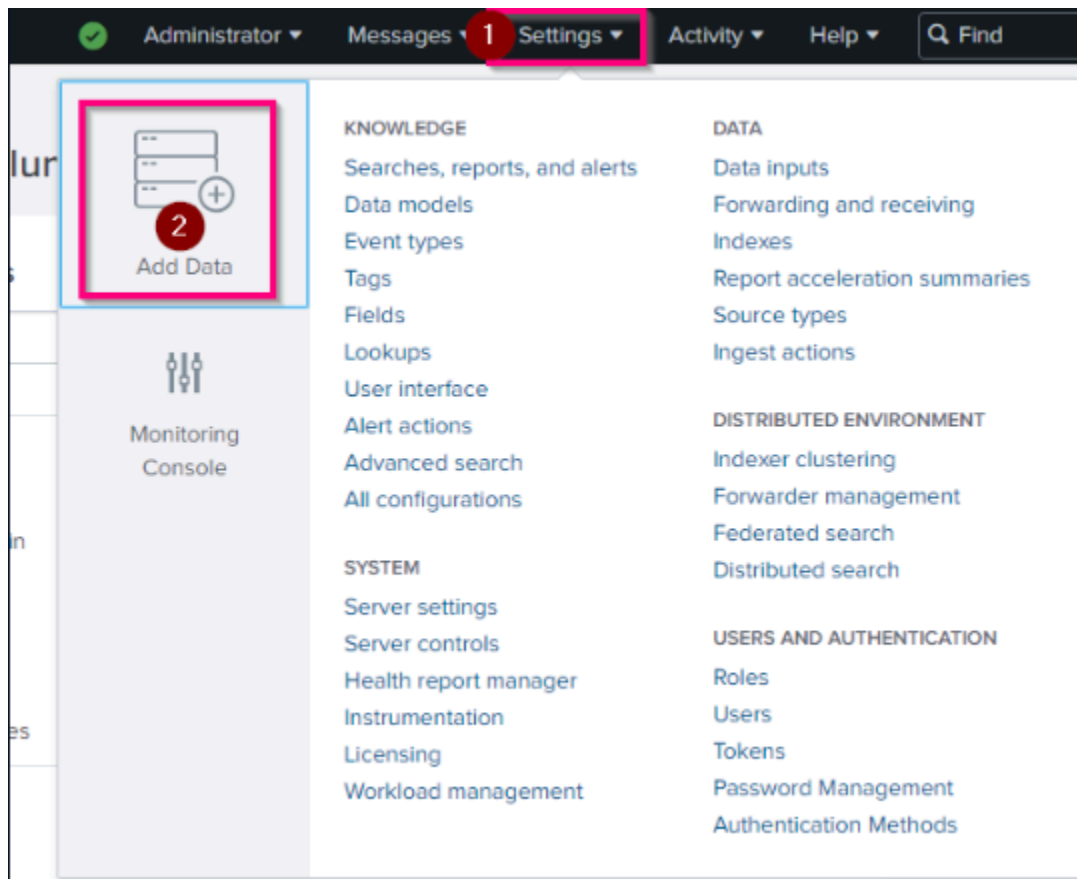 Administrator
Messages
1
Settings
Activity
Help
Find
lur
s
in
es
2
Add Data
Monitoring
Console
KNOWLEDGE
Searches, reports, and alerts
Data models
Event types
Tags
Fields
Lookups
User interface
Alert actions
Advanced search
All configurations
SYSTEM
Server settings
Server controls
Health report manager
Instrumentation
Licensing
Workload management
DATA
Data inputs
Forwarding and receiving
Indexes
Report acceleration summaries
Source types
Ingest actions
DISTRIBUTED ENVIRONMENT
Indexer clustering
Forwarder management
Federated search
Distributed search
USERS AND AUTHENTICATION
Roles
Users
Tokens
Password Management
Authentication Methods